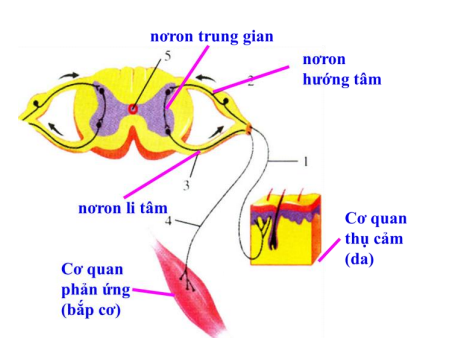 nơron trung gian
5
nơron
hướng tâm
2
1
3
nơron li tâm
4
Cơ quan
thụ cảm
(da)
Cơ quan
phản ứng
(bắp cơ)